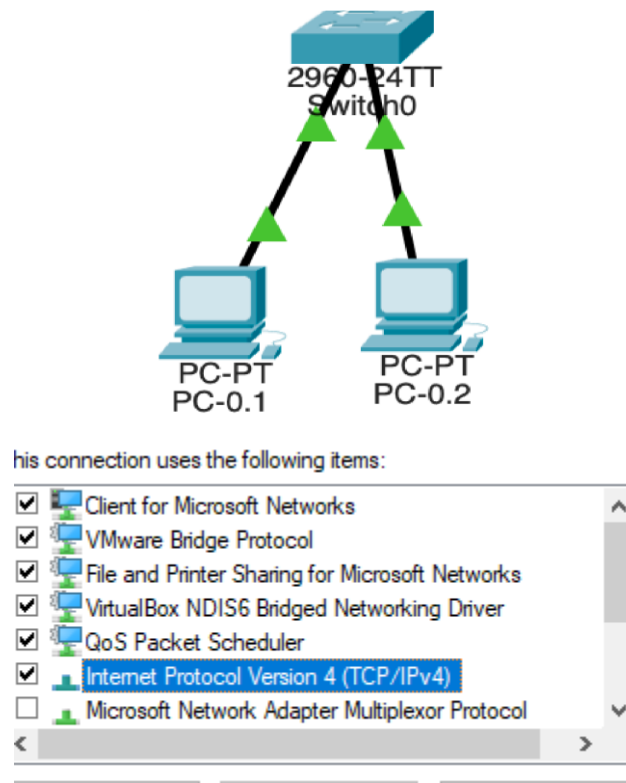 2960-24TT
Switch0
PC-PT
PC-0.1
PC-PT
PC-0.2
his connection uses the following items:
Client for Microsoft Networks
VMware Bridge Protocol
File and Printer Sharing for Microsoft Networks
VirtualBox NDIS6 Bridged Networking Driver
QoS Packet Scheduler
Internet Protocol Version 4 (TCP/IPv4)
Microsoft Network Adapter Multiplexor Protocol